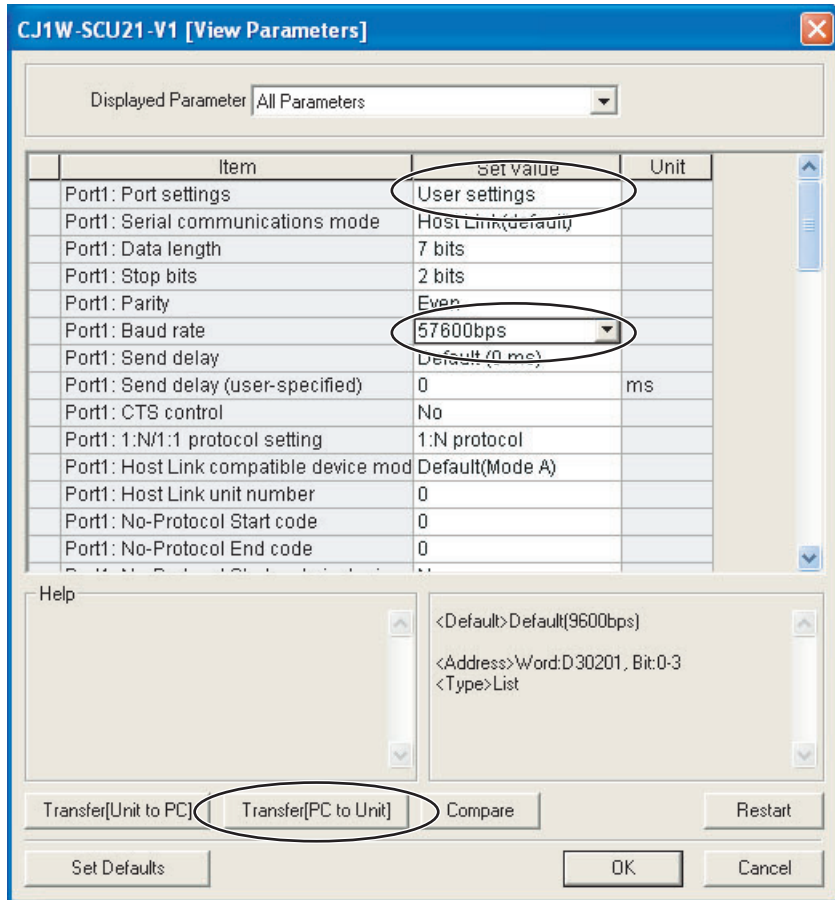 CJ1W-SCU21-V1 [View Parameters]
Displayed Parameter All Parameters
Item Set Value Unit
Port1: Port settings User settings
Port1: Serial communications mode Host Link(default)
Port1: Data length 7 bits
Port1: Stop bits 2 bits
Port1: Parity Even
Port1: Baud rate 57600bps
Port1: Send delay Default (0 ms)
Port1: Send delay (user-specified) 0 ms
Port1: CTS control No
Port1: 1:N/1:1 protocol setting 1:N protocol
Port1: Host Link compatible device mod Default(Mode A)
Port1: Host Link unit number 0
Port1: No-Protocol Start code 0
Port1: No-Protocol End code 0
Help
<Default>Default(9600bps)
<Address>Word:D30201, Bit:0-3
<Type>List
Transfer[Unit to PC] Transfer[PC to Unit] Compare Restart
Set Defaults OK Cancel